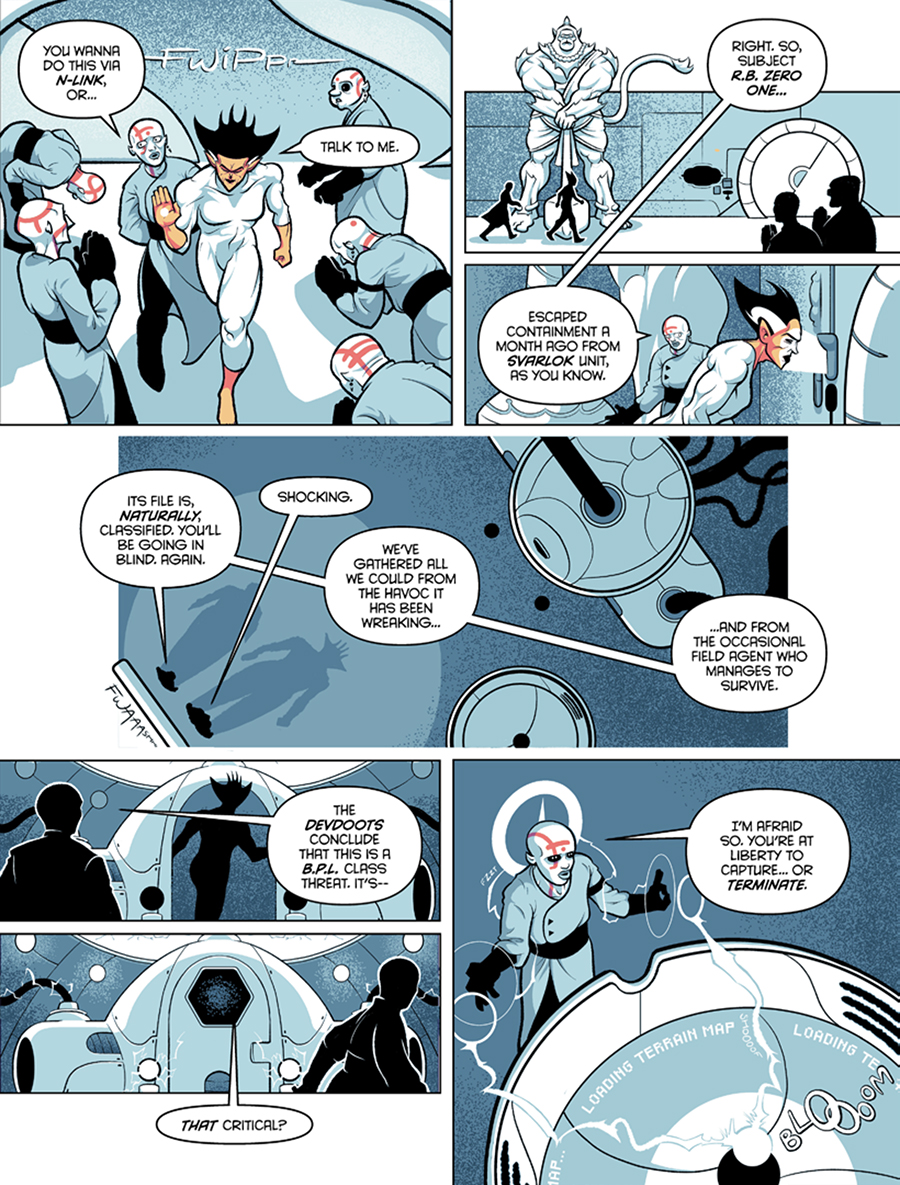 YOU WANNA
DO THIS VIA
N-LINK,
OR...
FWIPP
TALK TO ME.
RIGHT. SO,
SUBJECT
R.B. ZERO
ONE...
ESCAPED
CONTAINMENT A
MONTH AGO FROM
SVARLOK UNIT,
AS YOU KNOW.
ITS FILE IS,
NATURALLY,
CLASSIFIED. YOU'LL
BE GOING IN
BLIND. AGAIN.
SHOCKING.
WE'VE
GATHERED ALL
WE COULD FROM
THE HAVOC IT
HAS BEEN
WREAKING...
...AND FROM
THE OCCASIONAL
FIELD AGENT WHO
MANAGES TO
SURVIVE.
THE
DEVDOOTS
CONCLUDE
THAT THIS IS A
B.P.L. CLASS
THREAT. IT'S--
THAT CRITICAL?
I'M AFRAID
SO. YOU'RE AT
LIBERTY TO
CAPTURE... OR
TERMINATE.
FZZT
LOADING TERRAIN MAP
LOADING TE
MAP...
BLOOOOM